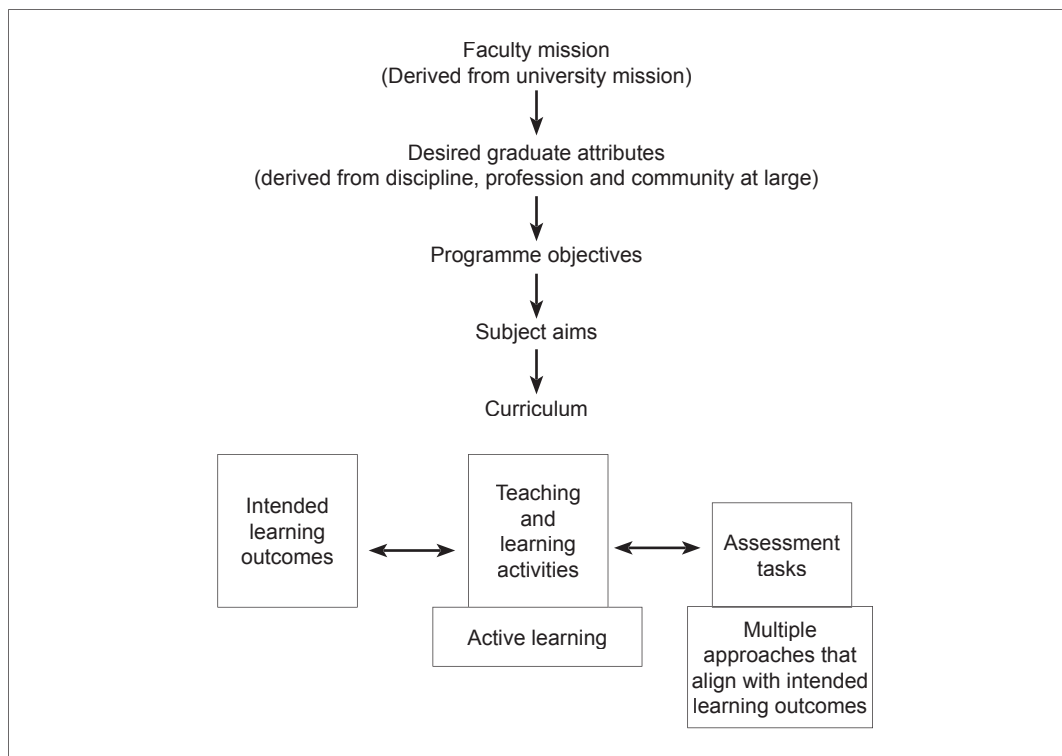 Faculty mission
(Derived from university mission)
Desired graduate attributes
(derived from discipline, profession and community at large)
Programme objectives
Subject aims
Curriculum
Intended
learning
outcomes
Teaching
and
learning
activities
Active learning
Assessment
tasks
Multiple
approaches that
align with intended
learning outcomes